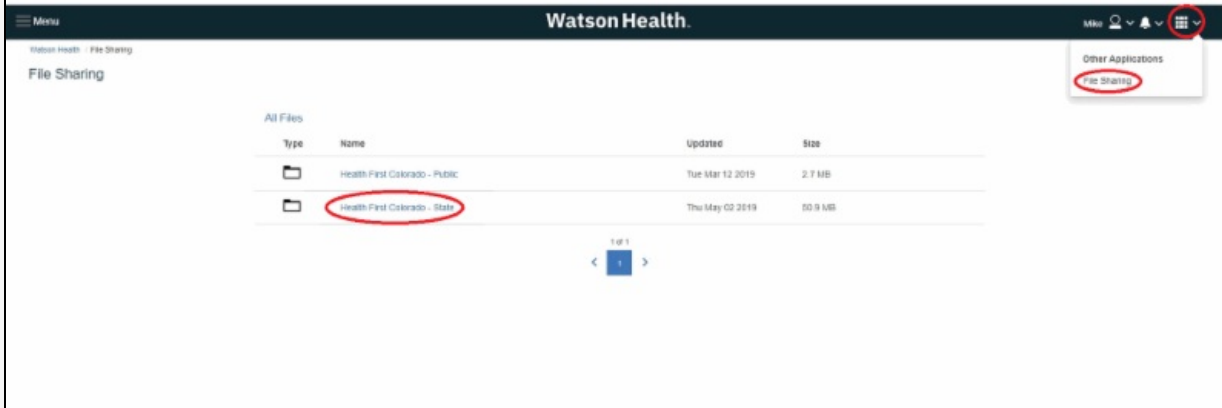 Menu
Watson Health.
Mike
Watson Health / File Sharing
File Sharing
Other Applications
File Sharing
All Files
Type Name Updated Size
Health First Colorado - Public Tue Mar 12 2019 2.7 MB
Health First Colorado - State Thu May 02 2019 50.9 MB
1 of 1
< 1 >